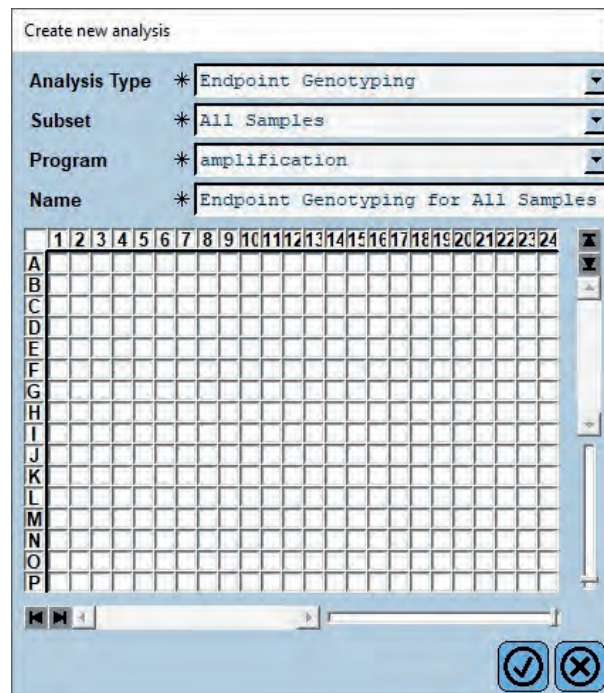 Create new analysis
Analysis Type * Endpoint Genotyping
Subset * All Samples
Program * amplification
Name * Endpoint Genotyping for All Samples
1 2 3 4 5 6 7 8 9 10 11 12 13 14 15 16 17 18 19 20 21 22 23 24
A
B
C
D
E
F
G
H
I
J
K
L
M
N
O
P